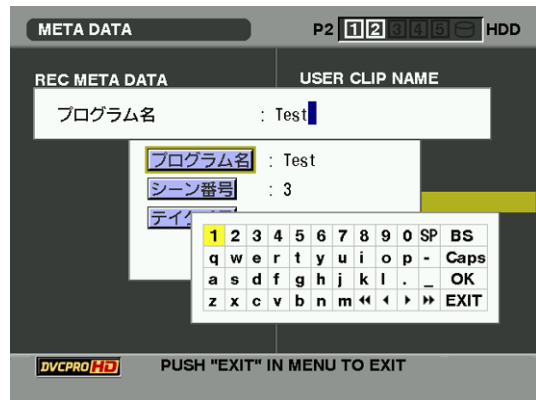 META DATA P2 1 2 3 4 5 HDD
REC META DATA USER CLIP NAME
プログラム名 : Test
プログラム名 : Test
シーン番号 : 3
1 2 3 4 5 6 7 8 9 0 SP BS
q w e r t y u i o p - Caps
a s d f g h j k l . _ OK
z x c v b n m EXIT
DVCPRO HD PUSH "EXIT" IN MENU TO EXIT